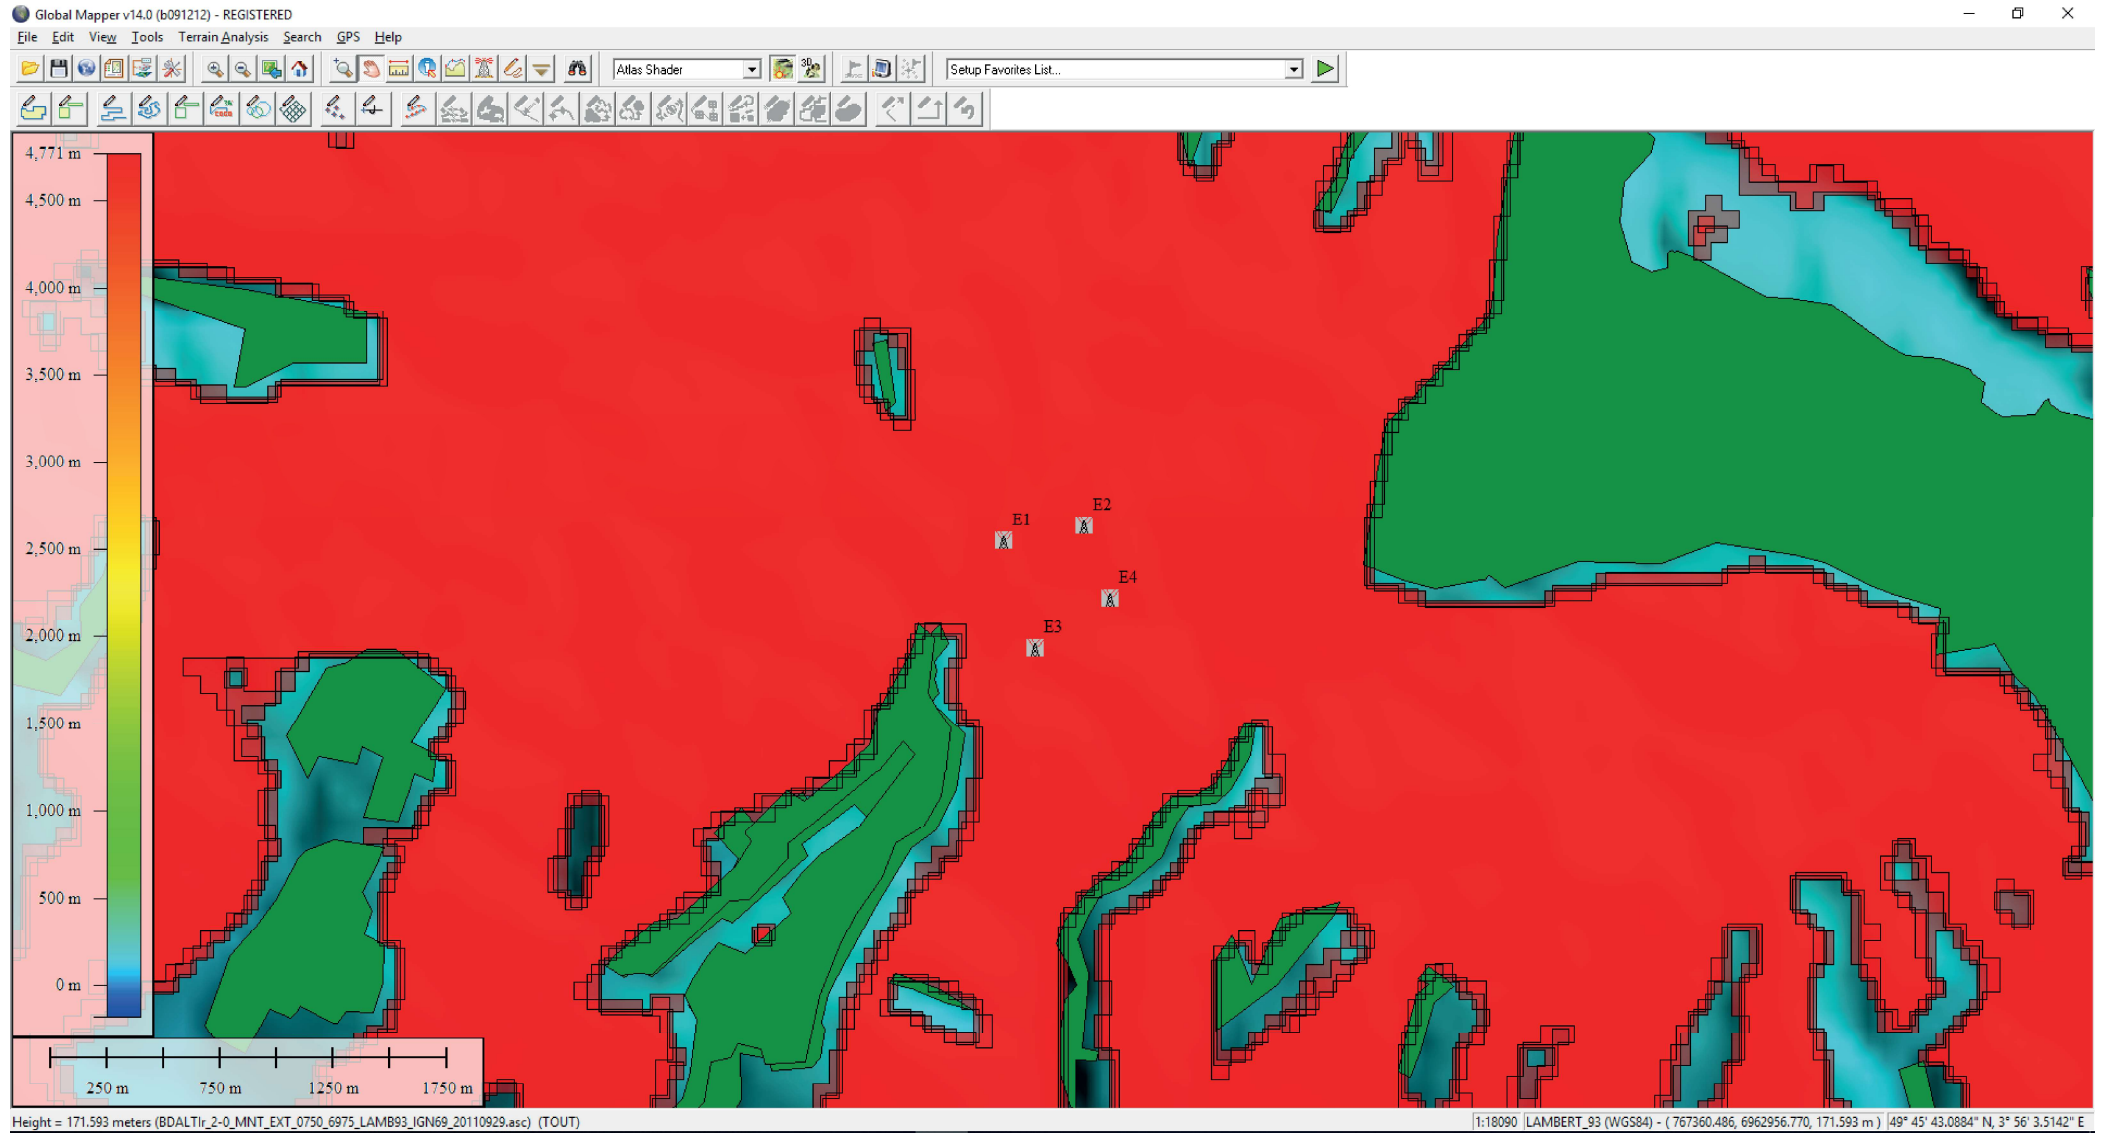 Global Mapper v14.0 (b091212) - REGISTERED
File Edit View Tools Terrain Analysis Search GPS Help
Atlas Shader
Setup Favorites List...
4,771 m
4,500 m
4,000 m
3,500 m
3,000 m
2,500 m
2,000 m
1,500 m
1,000 m
500 m
0 m
E1
E2
E4
E3
250 m 750 m 1250 m 1750 m
Height = 171.593 meters (BDALTIr_2-0_MNT_EXT_0750_6975_LAMB93_IGN69_20110929.asc) (TOUT)
1:18090 LAMBERT_93 (WGS84) - ( 767360.486, 6962956.770, 171.593 m ) 49° 45' 43.0884" N, 3° 56' 3.5142" E